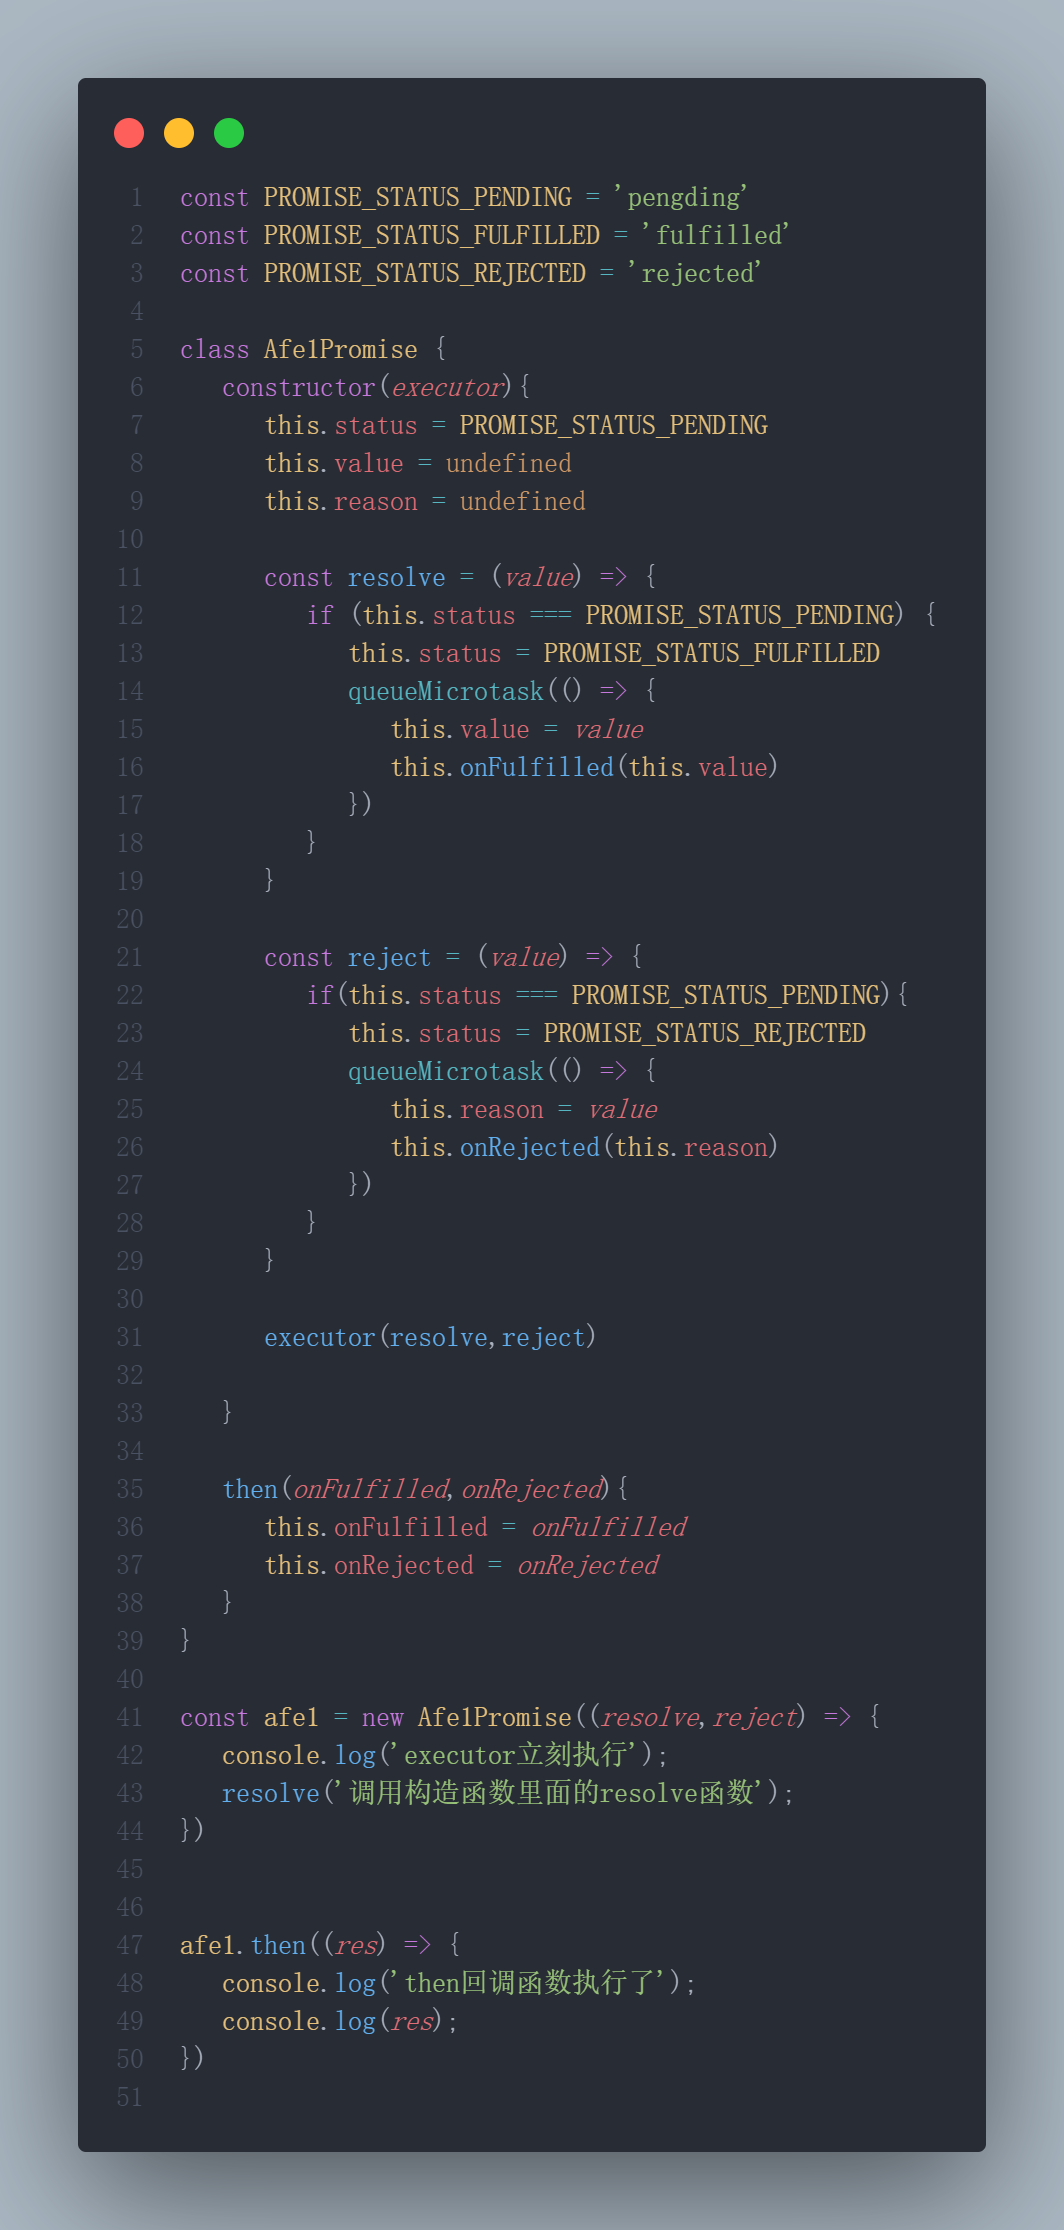 1 const PROMISE_STATUS_PENDING = 'pengding'
2 const PROMISE_STATUS_FULFILLED = 'fulfilled'
3 const PROMISE_STATUS_REJECTED = 'rejected'
4
5 class Afe1Promise {
6    constructor(executor){
7       this.status = PROMISE_STATUS_PENDING
8       this.value = undefined
9       this.reason = undefined
10
11       const resolve = (value) => {
12          if (this.status === PROMISE_STATUS_PENDING) {
13             this.status = PROMISE_STATUS_FULFILLED
14             queueMicrotask(() => {
15                this.value = value
16                this.onFulfilled(this.value)
17             })
18          }
19       }
20
21       const reject = (value) => {
22          if(this.status === PROMISE_STATUS_PENDING){
23             this.status = PROMISE_STATUS_REJECTED
24             queueMicrotask(() => {
25                this.reason = value
26                this.onRejected(this.reason)
27             })
28          }
29       }
30
31       executor(resolve,reject)
32
33    }
34
35    then(onFulfilled,onRejected){
36       this.onFulfilled = onFulfilled
37       this.onRejected = onRejected
38    }
39 }
40
41 const afe1 = new Afe1Promise((resolve,reject) => {
42    console.log('executor立刻执行');
43    resolve('调用构造函数里面的resolve函数');
44 })
45
46
47 afe1.then((res) => {
48    console.log('then回调函数执行了');
49    console.log(res);
50 })
51